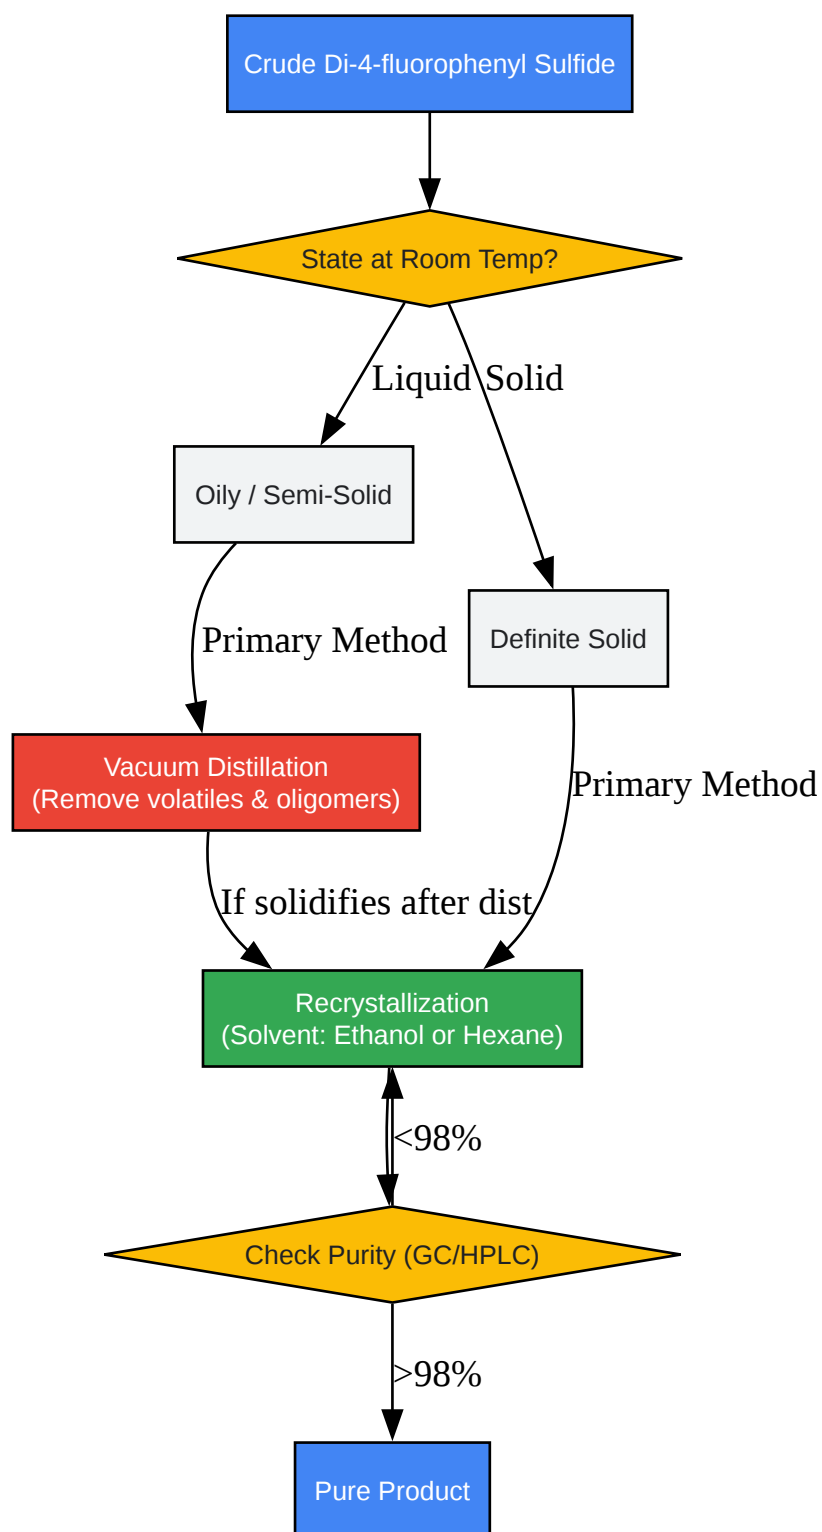 Crude Di-4-fluorophenyl Sulfide
State at Room Temp?
Liquid
Solid
Oily / Semi-Solid
Primary Method
Definite Solid
Vacuum Distillation
(Remove volatiles & oligomers)
Primary Method
If solidifies after dist
Recrystallization
(Solvent: Ethanol or Hexane)
<98%
Check Purity (GC/HPLC)
>98%
Pure Product